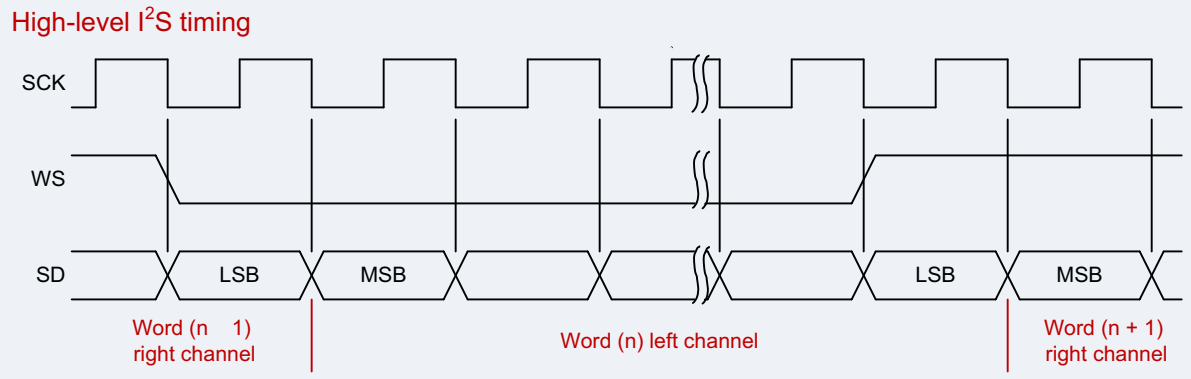 High-level I²S timing
SCK
WS
SD
LSB
MSB
LSB
MSB
Word (n 1)
right channel
Word (n) left channel
Word (n + 1)
right channel